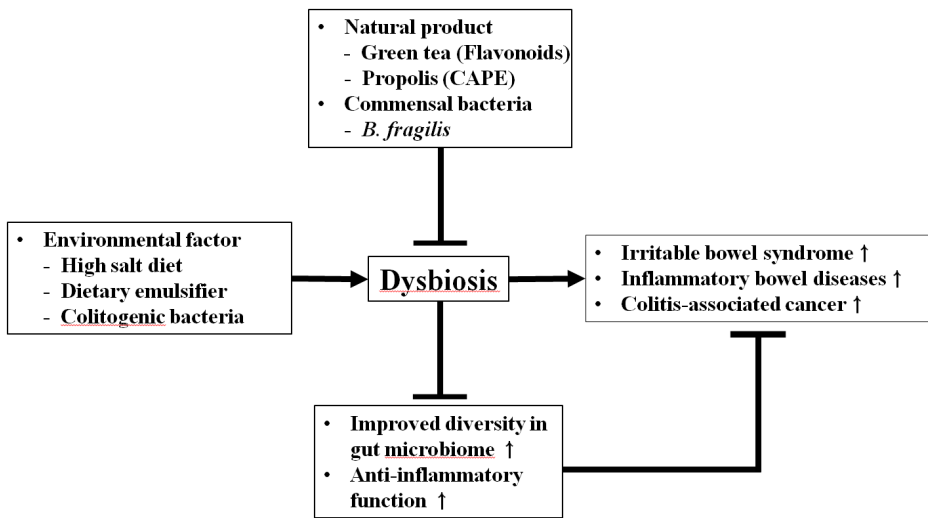 • Natural product
- Green tea (Flavonoids)
- Propolis (CAPE)
• Commensal bacteria
- B. fragilis
• Environmental factor
- High salt diet
- Dietary emulsifier
- Colitogenic bacteria
Dysbiosis
• Irritable bowel syndrome ↑
• Inflammatory bowel diseases ↑
• Colitis-associated cancer ↑
• Improved diversity in
gut microbiome ↑
• Anti-inflammatory
function ↑